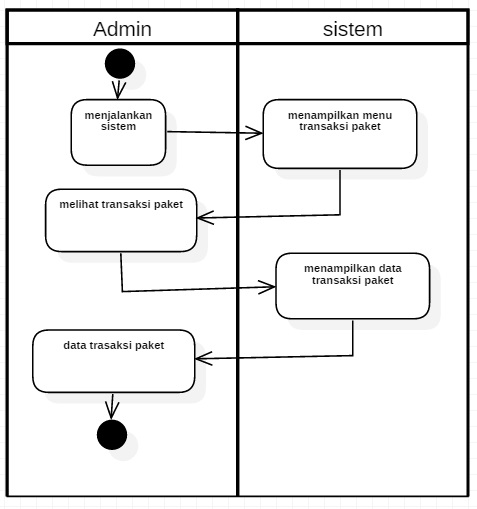 Admin
sistem
menjalankan
sistem
menampilkan menu
transaksi paket
melihat transaksi paket
menampilkan data
transaksi paket
data trasaksi paket